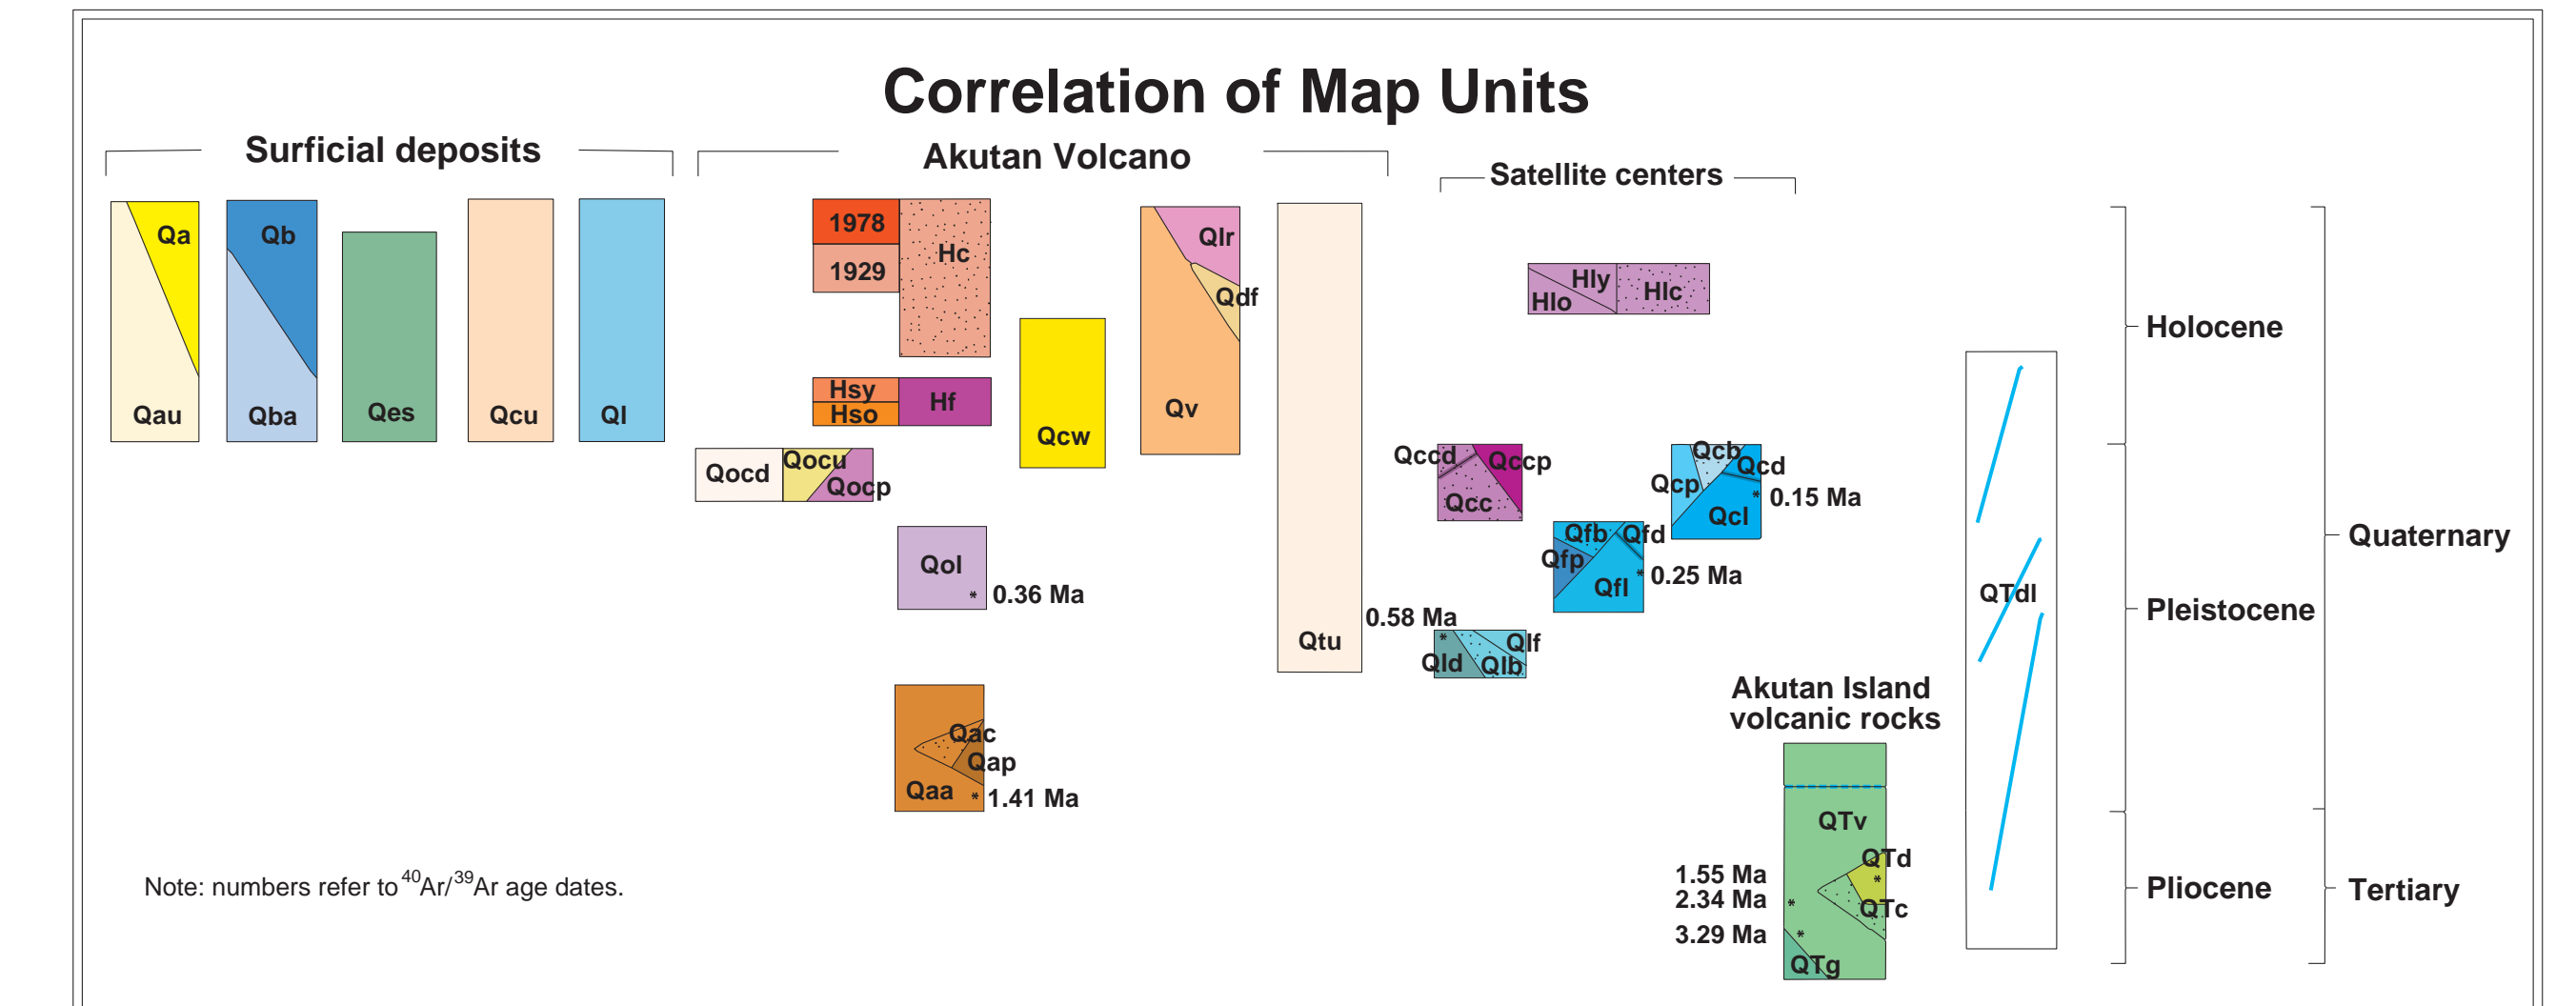 Correlation of Map Units
Surficial deposits
Akutan Volcano
Satellite centers
Qa
Qau
Qb
Qba
Qes
Qcu
Ql
1978
1929
Hc
Hsy
Hso
Hf
Qocd
Qocu
Qocp
Qol
* 0.36 Ma
Qac
Qap
Qaa
* 1.41 Ma
Qcw
Qlr
Qdf
Qv
Qtu
Hly
Hlo
Hlc
Qccd
Qccp
Qcc
Qcb
Qcd
Qcp
* 0.15 Ma
Qcl
Qfb
Qfd
Qfp
* 0.25 Ma
Qfl
0.58 Ma
*
Qlf
Qld
Qlb
Akutan Island
volcanic rocks
QTv
QTd
*
1.55 Ma
2.34 Ma *
QTc
3.29 Ma *
QTg
QTdl
Holocene
Pleistocene
Pliocene
Quaternary
Tertiary
Note: numbers refer to 40Ar/39Ar age dates.